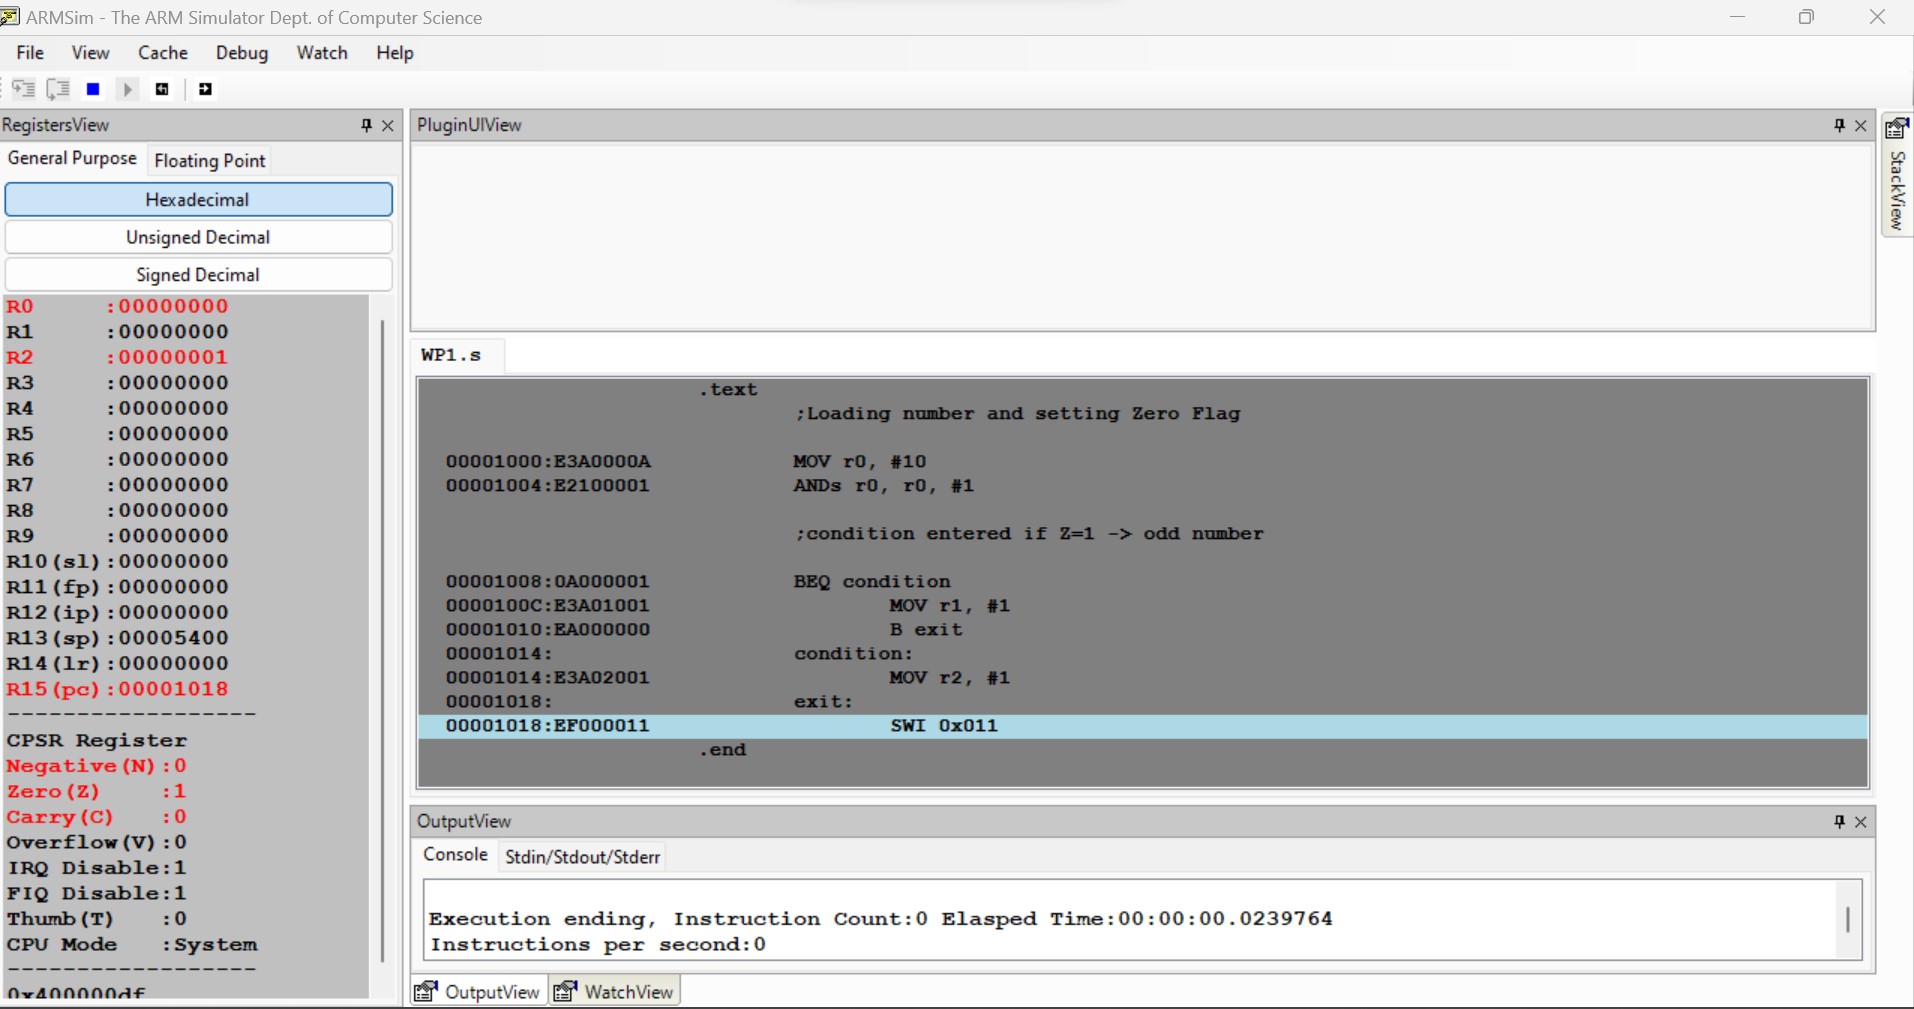 ARMSim - The ARM Simulator Dept. of Computer Science
File View Cache Debug Watch Help
RegistersView
General Purpose Floating Point
Hexadecimal
Unsigned Decimal
Signed Decimal
R0 :00000000
R1 :00000000
R2 :00000001
R3 :00000000
R4 :00000000
R5 :00000000
R6 :00000000
R7 :00000000
R8 :00000000
R9 :00000000
R10(sl):00000000
R11(fp):00000000
R12(ip):00000000
R13(sp):00005400
R14(lr):00000000
R15(pc):00001018
-------------------
CPSR Register
Negative(N):0
Zero(Z) :1
Carry(C) :0
Overflow(V):0
IRQ Disable:1
FIQ Disable:1
Thumb(T) :0
CPU Mode :System
-------------------
0x400000df
PluginUIView
WP1.s
.text
;Loading number and setting Zero Flag
00001000:E3A0000A MOV r0, #10
00001004:E2100001 ANDs r0, r0, #1
;condition entered if Z=1 -> odd number
00001008:0A000001 BEQ condition
0000100C:E3A01001 MOV r1, #1
00001010:EA000000 B exit
00001014: condition:
00001014:E3A02001 MOV r2, #1
00001018: exit:
00001018:EF000011 SWI 0x011
.end
OutputView
Console Stdin/Stdout/Stderr
Execution ending, Instruction Count:0 Elasped Time:00:00:00.0239764
Instructions per second:0
OutputView WatchView
StackView